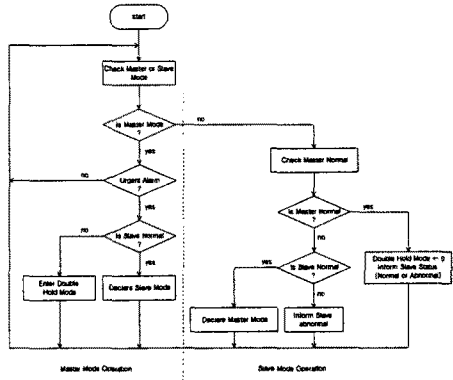 start
Check Master or Slave
Mode
Is Master Mode
?
no
yes
Check Master Normal
no
Urgent Alarm
?
yes
Is Master Normal
?
yes
no
no
Is Slave Normal
?
yes
Double Hold Mode ←
Inform Slave Status
(Normal or Abnormal)
yes
Is Slave Normal
?
no
Enter Double
Hold Mode
Declare Slave Mode
Declare Master Mode
Inform Slave
abnormal
Master Mode Operation
Slave Mode Operation